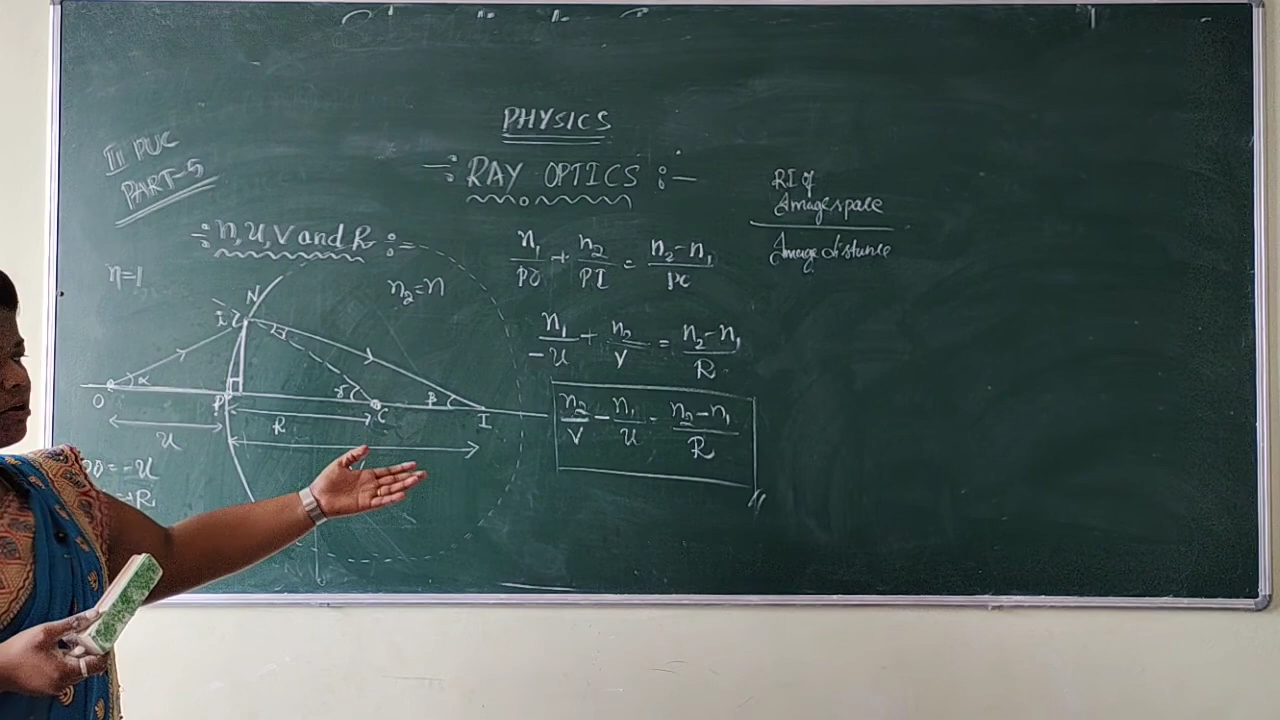 PHYSICS
II PUC
PART-5
-: RAY OPTICS :-
RI of
Image space
Image distance
-: n, u, v and R :-
n=1
n₂=n
n₁/PO + n₂/PI = n₂-n₁/PC
N
i
n₁/-u + n₂/v = n₂-n₁/R
α
γ
β
O
P
C
I
R
u
n₂/v - n₁/u = n₂-n₁/R
= -u
+R